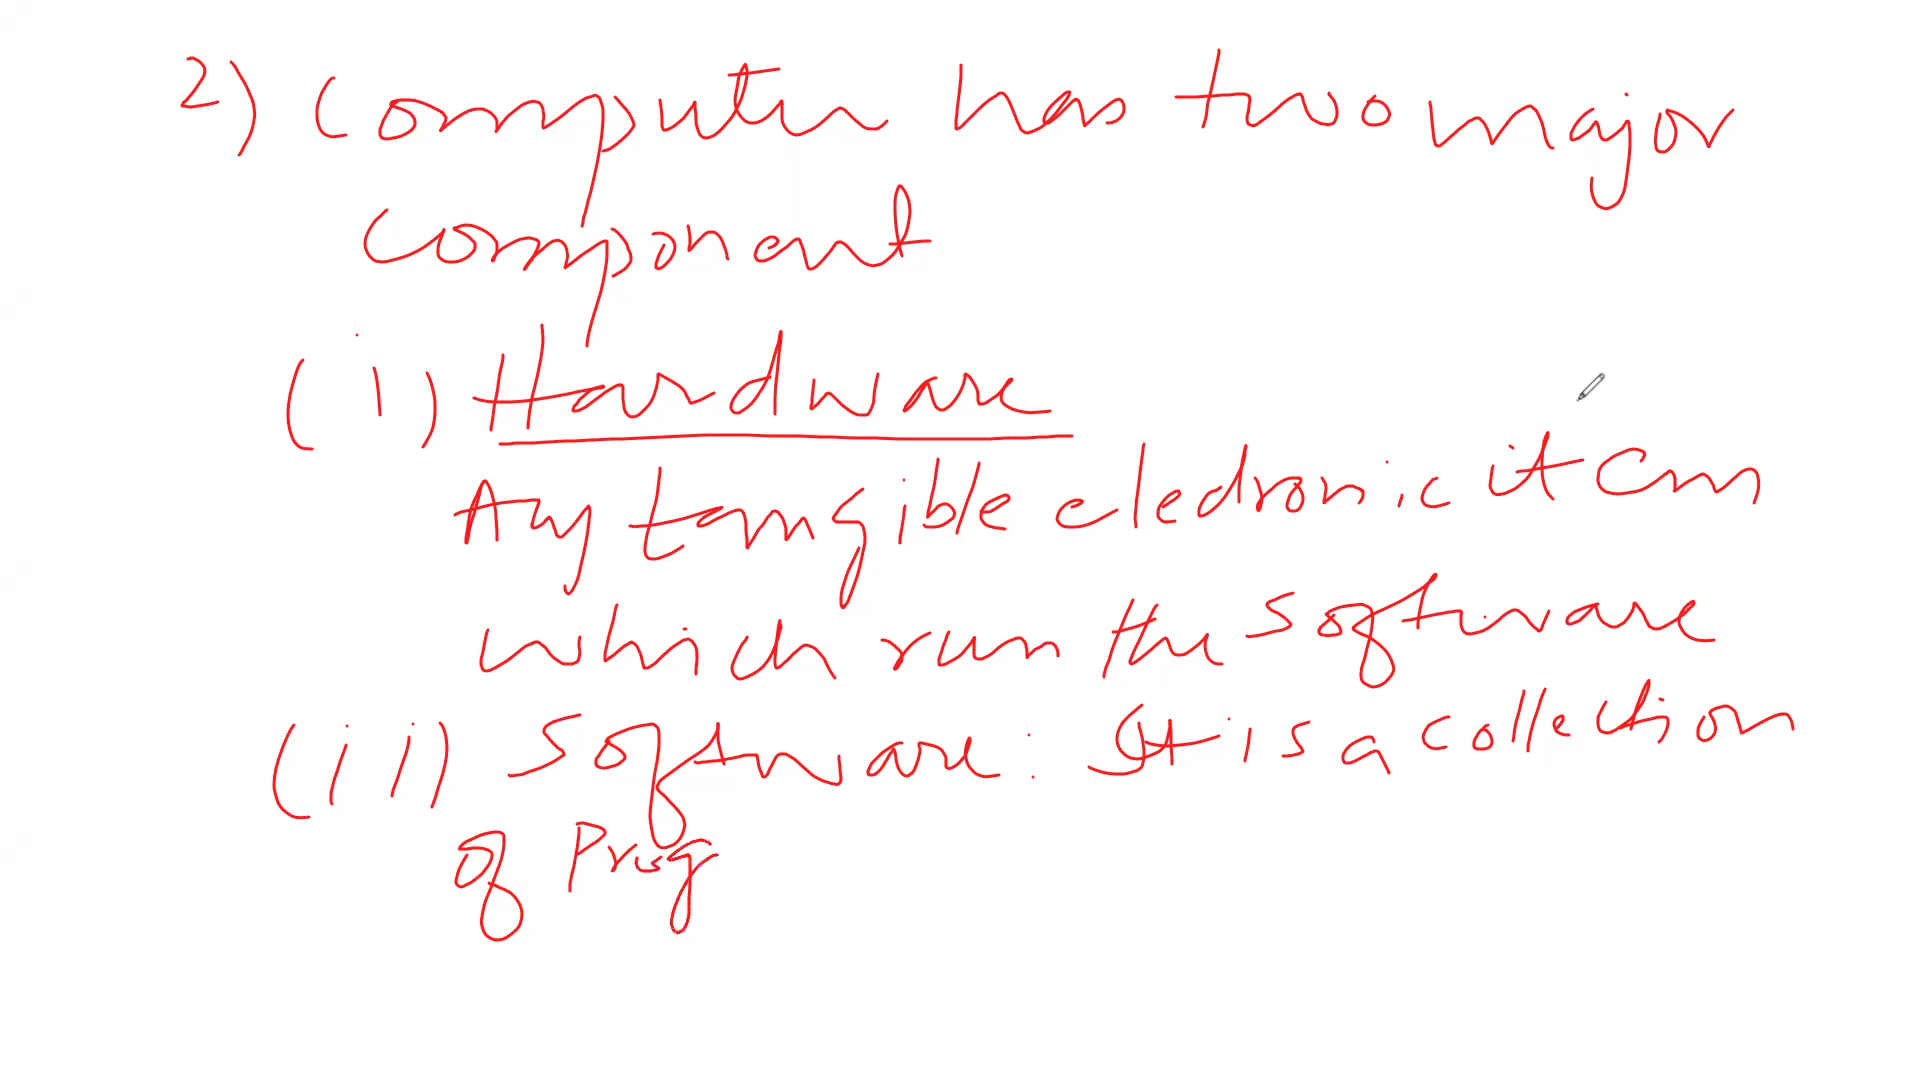 2) Computer has two major
component
(i) Hardware
Any tangible electronic item
which run the software
(ii) Software: It is a collection
of Prog